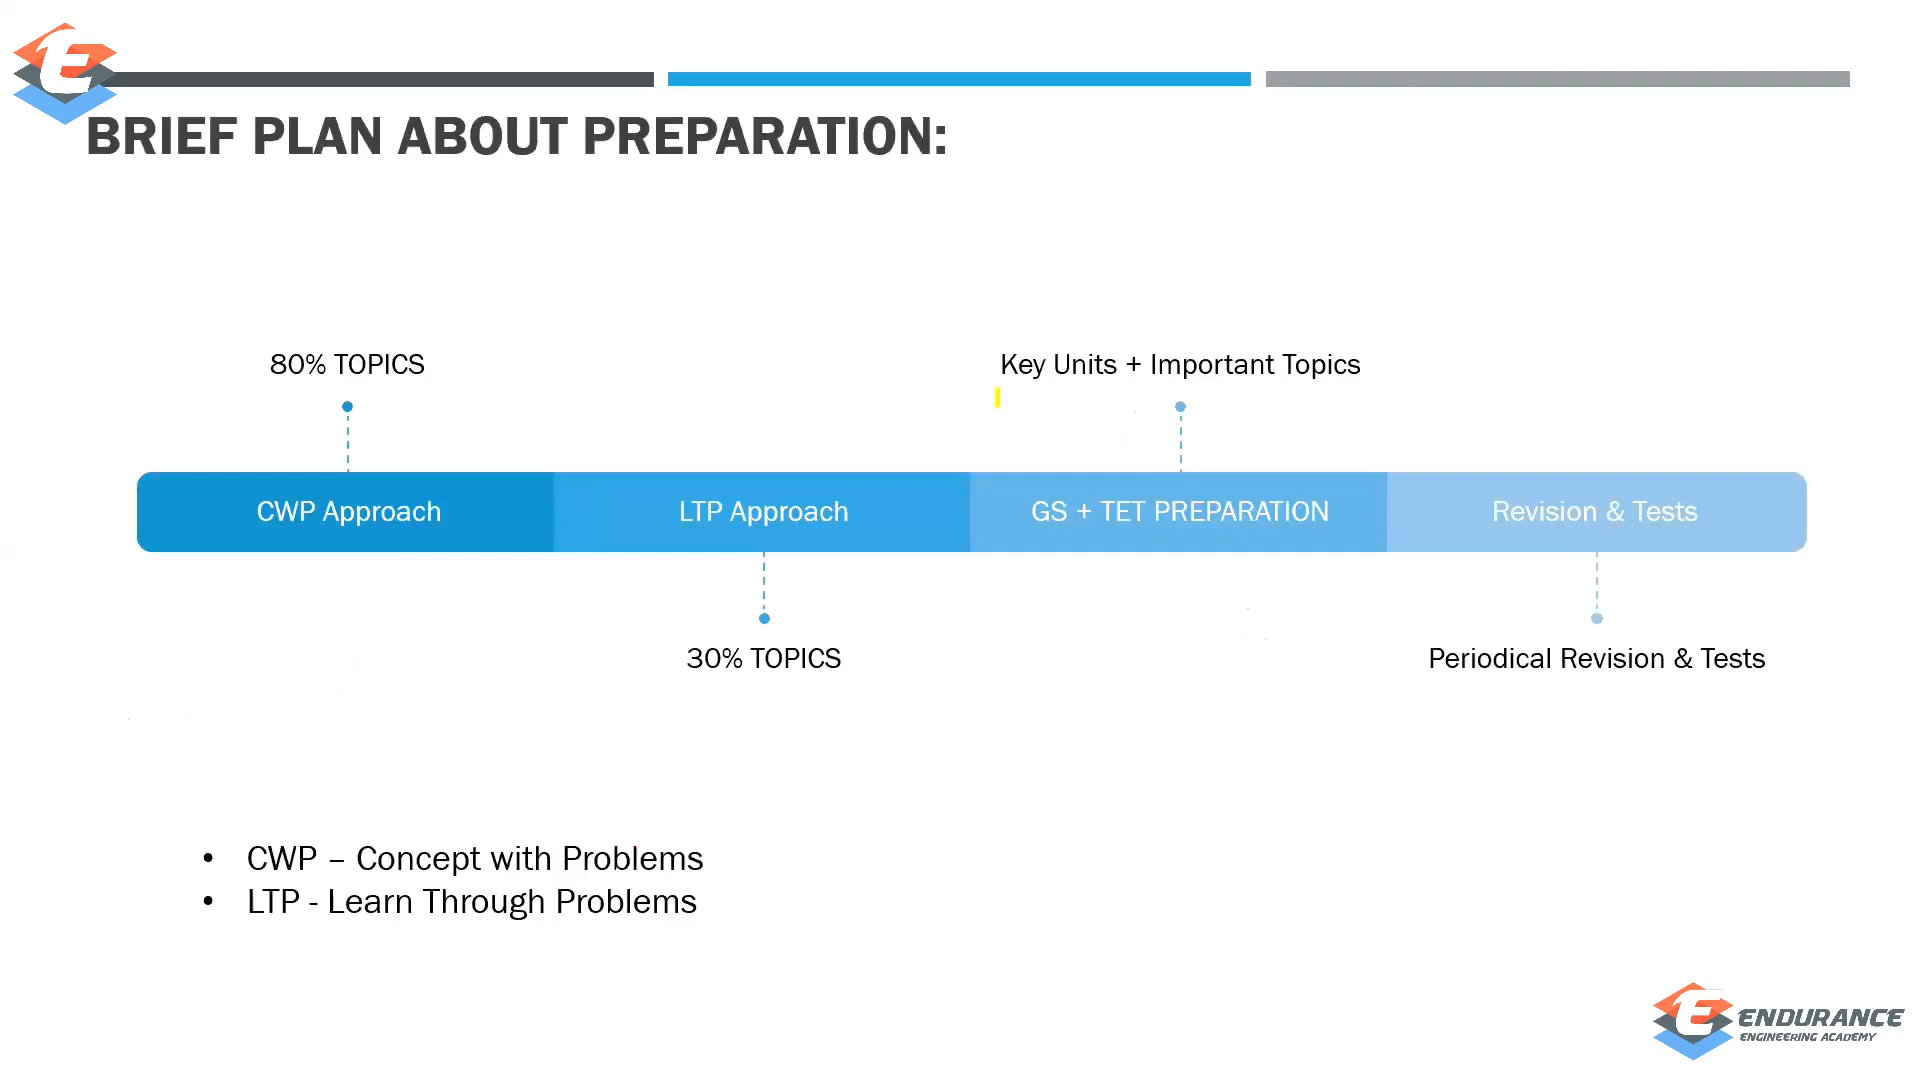 E
BRIEF PLAN ABOUT PREPARATION:
80% TOPICS
Key Units + Important Topics
CWP Approach
LTP Approach
GS + TET PREPARATION
Revision & Tests
30% TOPICS
Periodical Revision & Tests
• CWP – Concept with Problems
• LTP - Learn Through Problems
E ENDURANCE
ENGINEERING ACADEMY